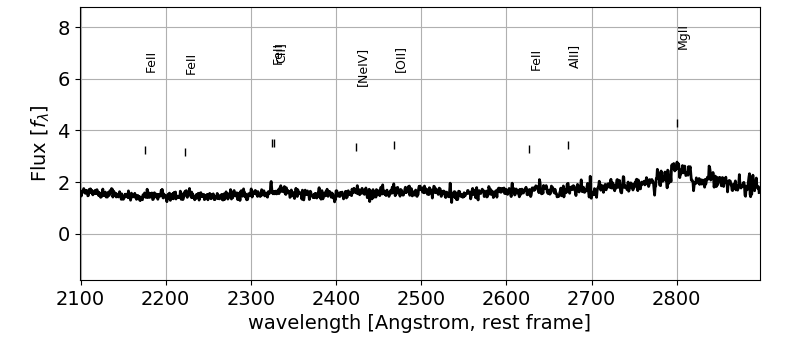 8
6
4
2
0
Flux [fλ]
FeII
FeII
FeII
CII]
[NeIV]
[OII]
FeII
AlII]
MgII
2100 2200 2300 2400 2500 2600 2700 2800
wavelength [Angstrom, rest frame]